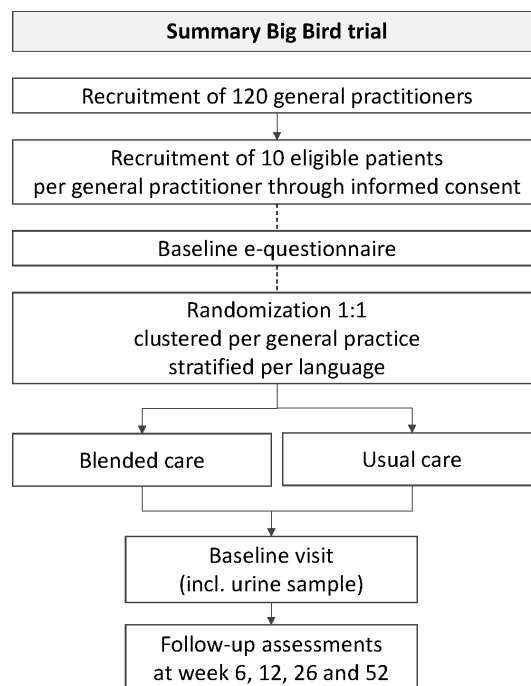 Summary Big Bird trial
Recruitment of 120 general practitioners
Recruitment of 10 eligible patients
per general practitioner through informed consent
Baseline e-questionnaire
Randomization 1:1
clustered per general practice
stratified per language
Blended care
Usual care
Baseline visit
(incl. urine sample)
Follow-up assessments
at week 6, 12, 26 and 52